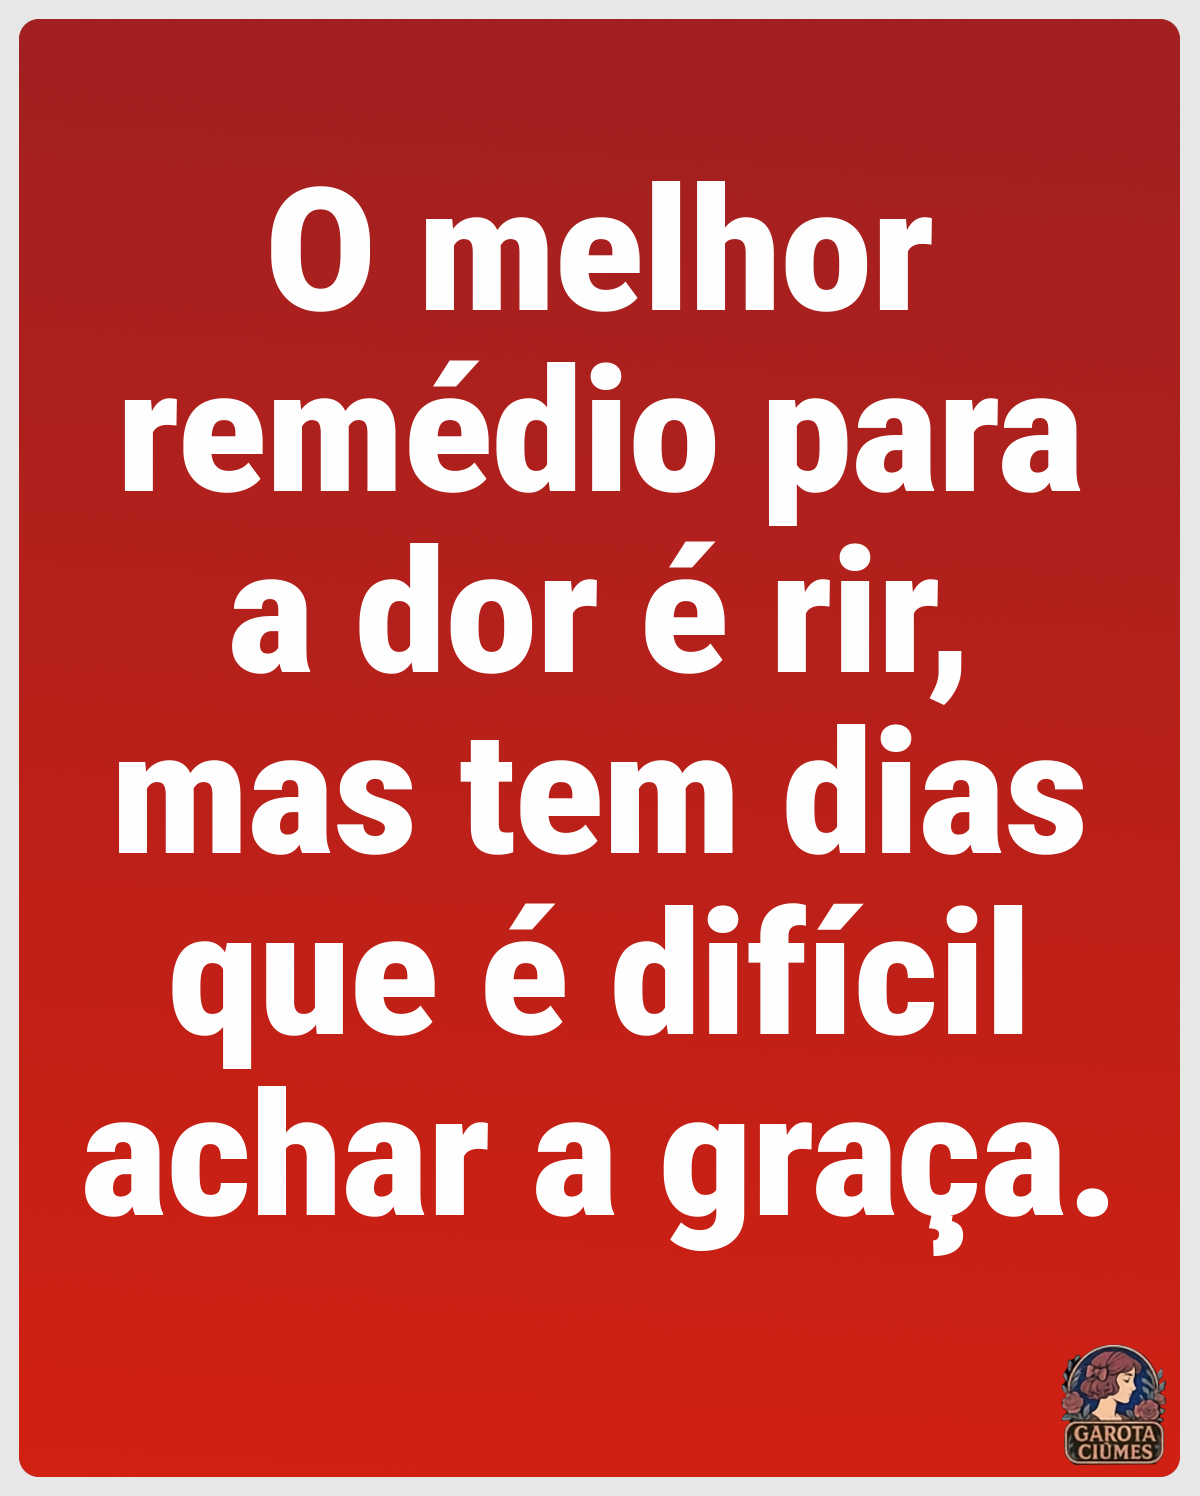 O melhor
remédio para
a dor é rir,
mas tem dias
que é difícil
achar a graça.
GAROTA
CIÚMES